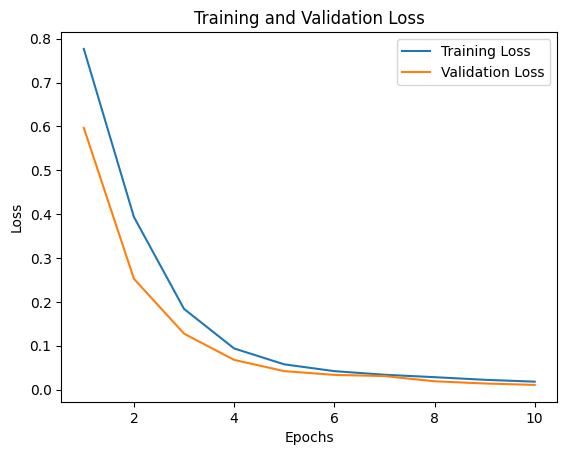 Training and Validation Loss
Training Loss
Validation Loss
0.8
0.7
0.6
0.5
0.4
0.3
0.2
0.1
0.0
Loss
2 4 6 8 10
Epochs